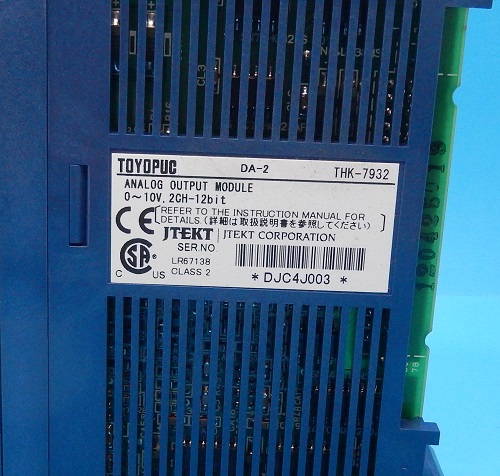 TOYOPUC DA-2 THK-7932
ANALOG OUTPUT MODULE
0～10V. 2CH-12bit
CE [REFER TO THE INSTRUCTION MANUAL FOR
DETAILS (詳細は取扱説明書を参照してください)]
JTEKT JTEKT CORPORATION
SER.NO.
LR67138
CLASS 2
C US
* DJC4J003 *